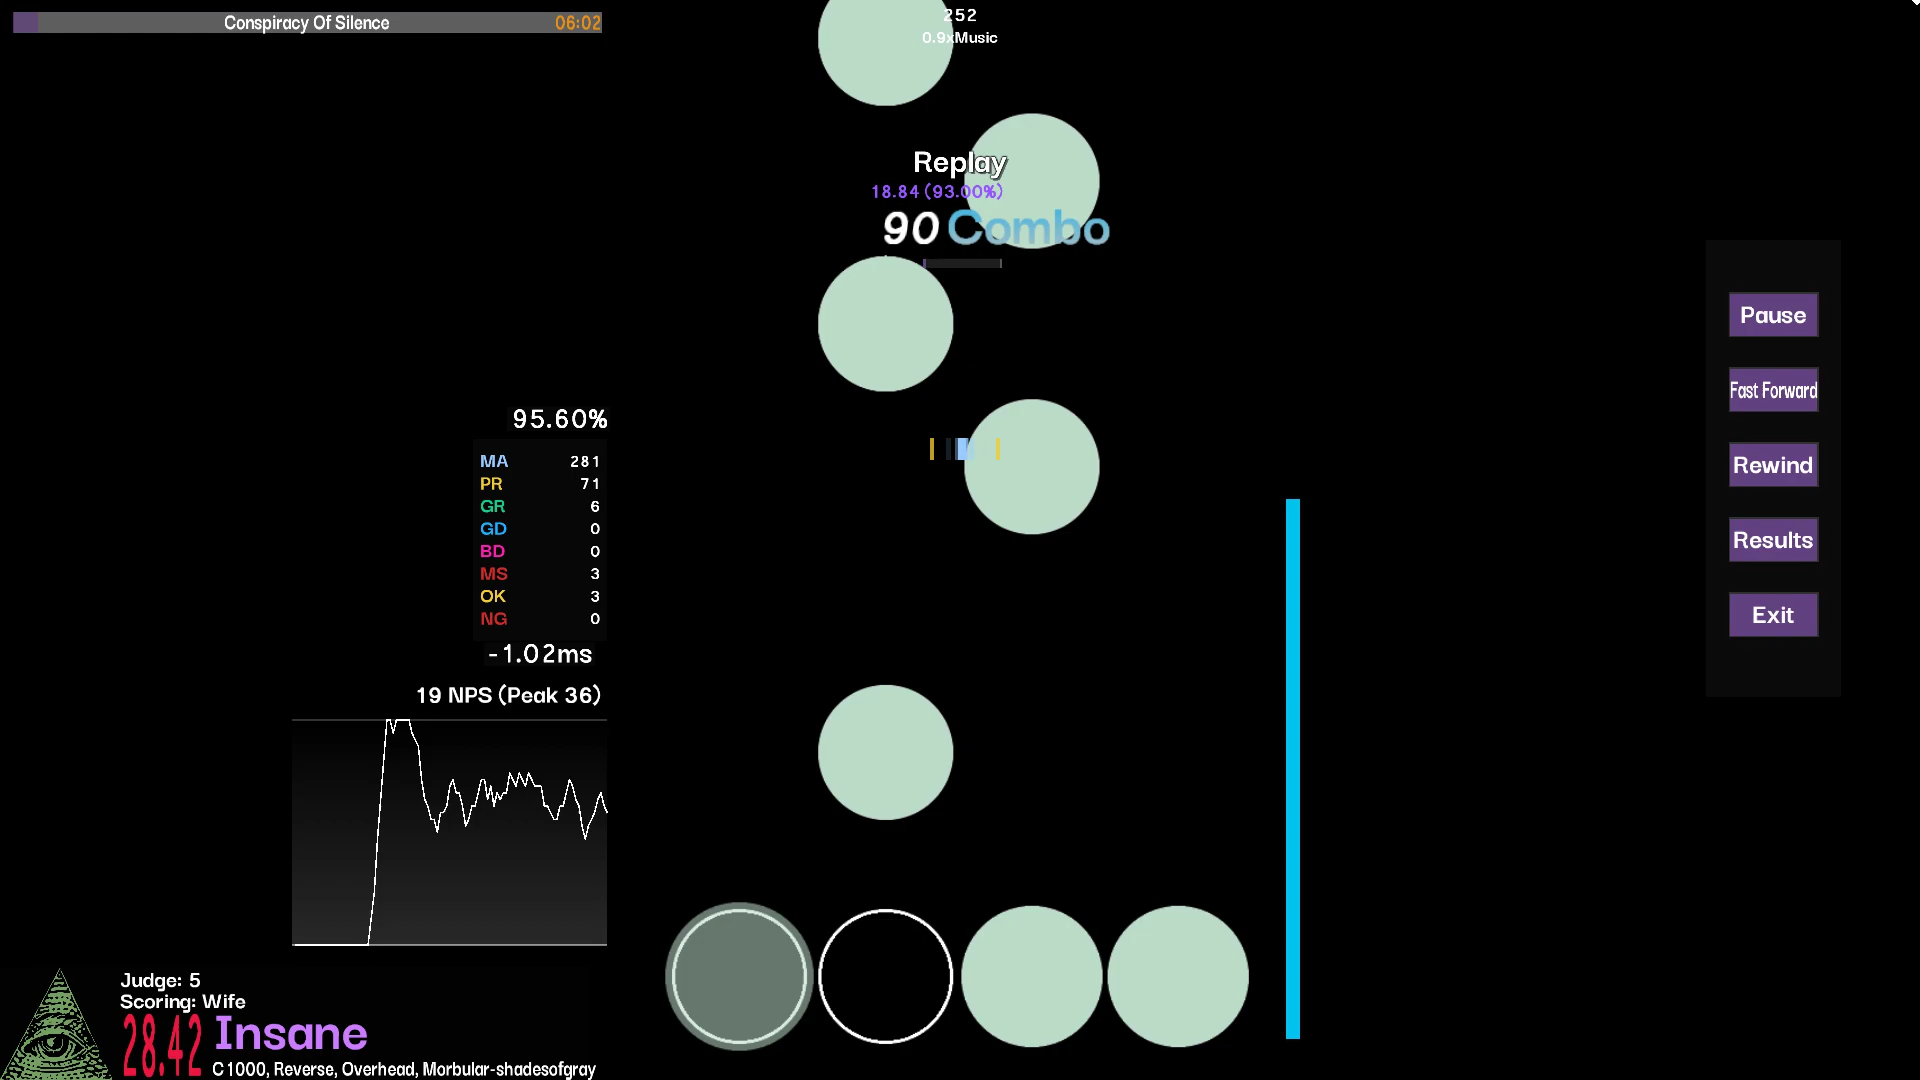 Conspiracy Of Silence 06:02
252
0.9xMusic
Replay
18.84 (93.00%)
90 Combo
Pause
Fast Forward
Rewind
Results
Exit
95.60%
MA 281
PR 71
GR 6
GD 0
BD 0
MS 3
OK 3
NG 0
-1.02ms
19 NPS (Peak 36)
Judge: 5
Scoring: Wife
28.42 Insane
C1000, Reverse, Overhead, Morbular-shadesofgray